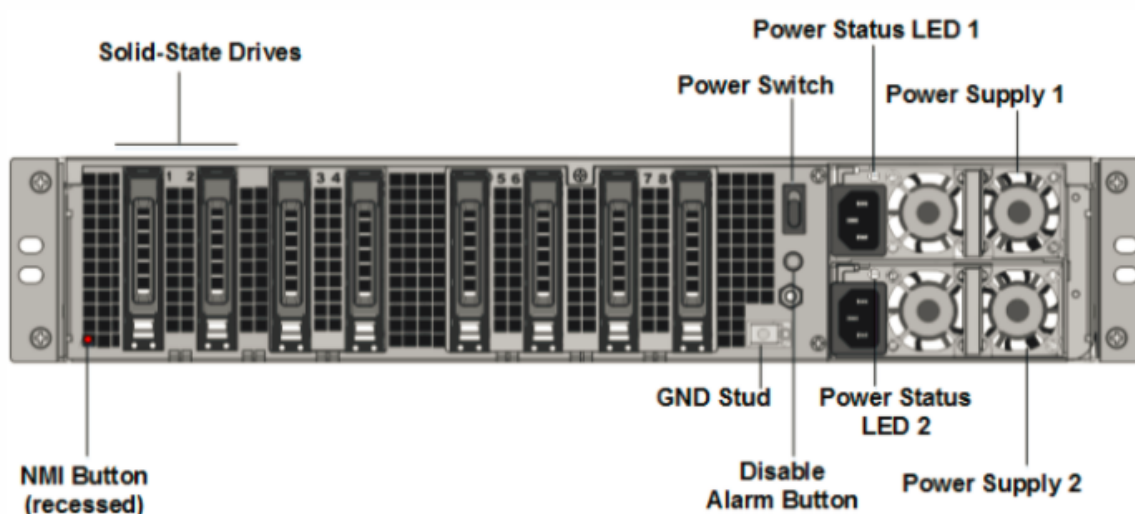 Power Status LED 1
Solid-State Drives
Power Switch
Power Supply 1
1 2
3 4
5 6
7 8
GND Stud
Power Status
LED 2
NMI Button
(recessed)
Disable
Alarm Button
Power Supply 2